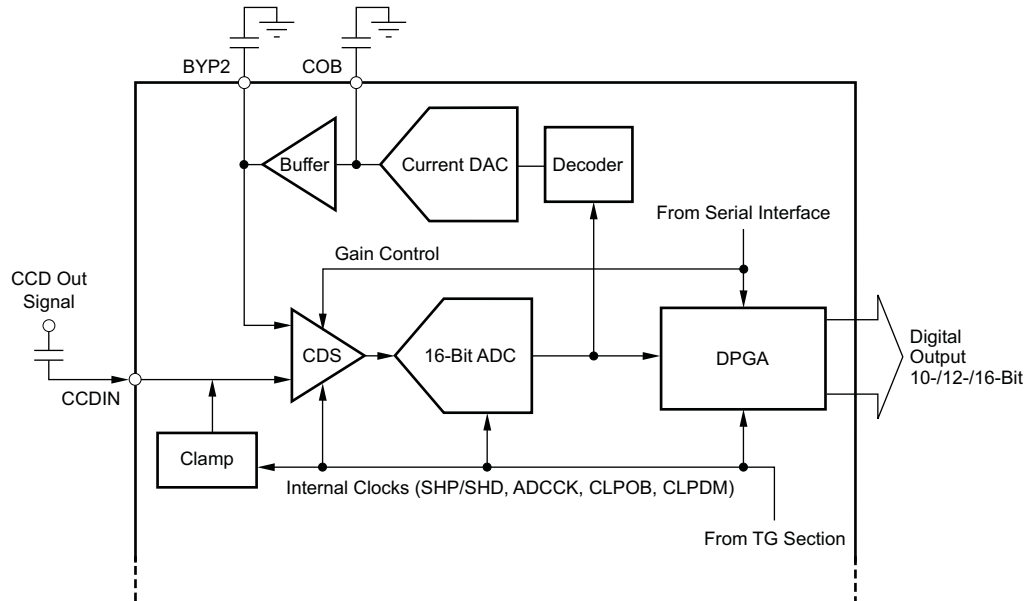 BYP2
COB
Buffer
Current DAC
Decoder
From Serial Interface
Gain Control
CCD Out
Signal
CDS
16-Bit ADC
DPGA
Digital
Output
10-/12-/16-Bit
CCDIN
Clamp
Internal Clocks (SHP/SHD, ADCCK, CLPOB, CLPDM)
From TG Section